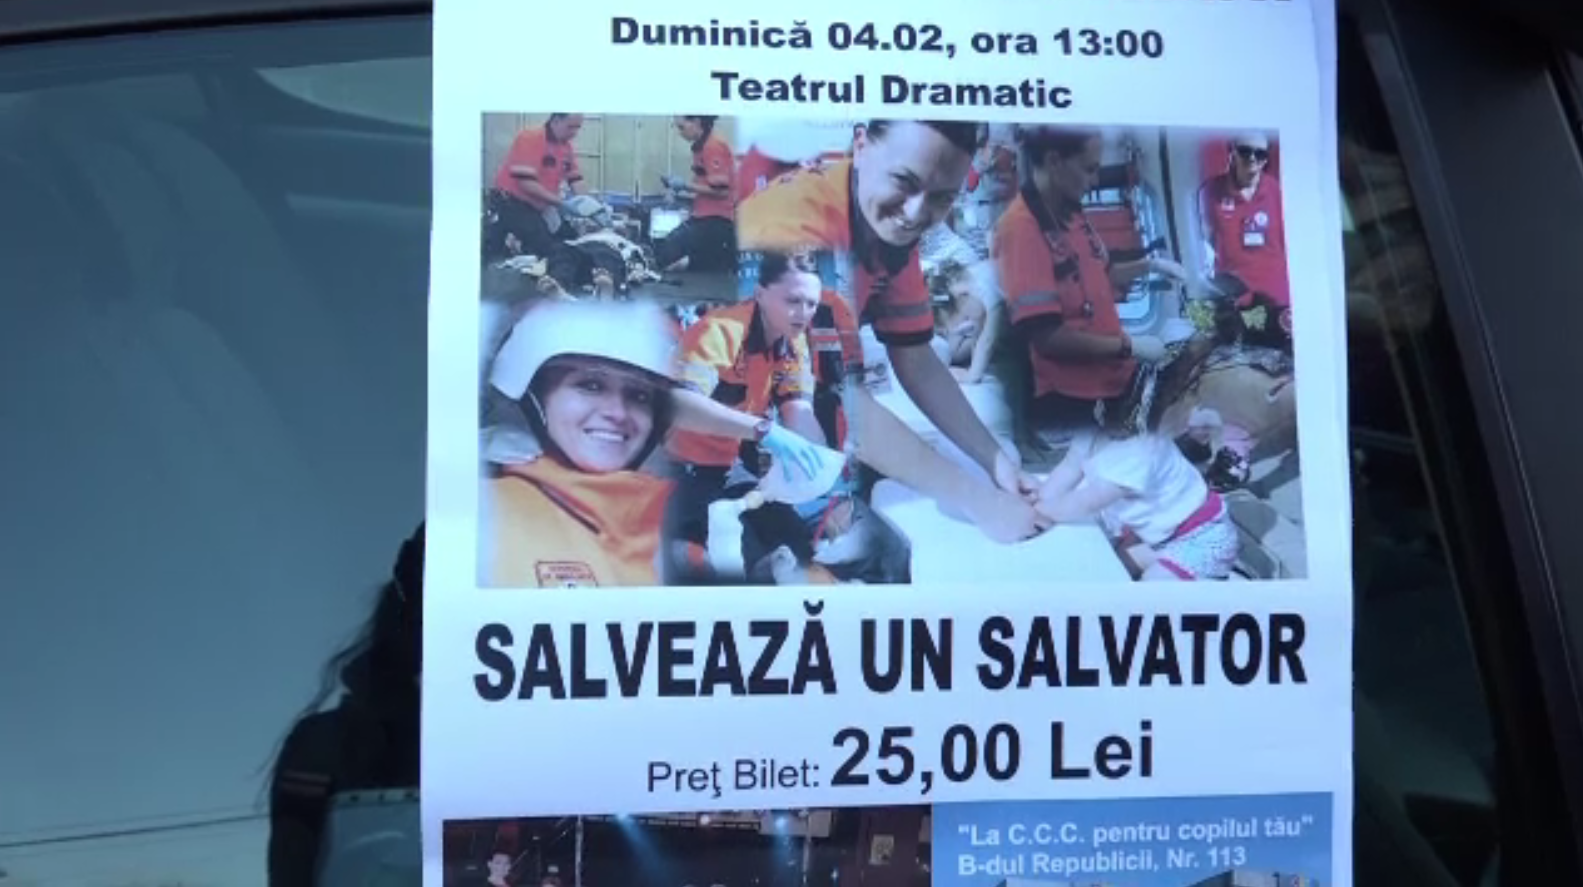 Duminică 04.02, ora 13:00
Teatrul Dramatic
SALVEAZĂ UN SALVATOR
Preţ Bilet: 25,00 Lei
"La C.C.C. pentru copilul tău"
B-dul Republicii, Nr. 113